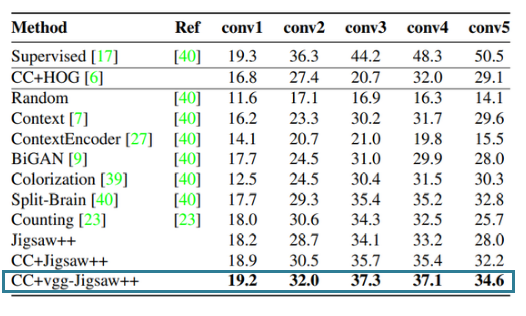 Method Ref conv1 conv2 conv3 conv4 conv5
Supervised [17] [40] 19.3 36.3 44.2 48.3 50.5
CC+HOG [6] 16.8 27.4 20.7 32.0 29.1
Random [40] 11.6 17.1 16.9 16.3 14.1
Context [7] [40] 16.2 23.3 30.2 31.7 29.6
ContextEncoder [27] [40] 14.1 20.7 21.0 19.8 15.5
BiGAN [9] [40] 17.7 24.5 31.0 29.9 28.0
Colorization [39] [40] 12.5 24.5 30.4 31.5 30.3
Split-Brain [40] [40] 17.7 29.3 35.4 35.2 32.8
Counting [23] [23] 18.0 30.6 34.3 32.5 25.7
Jigsaw++ 18.2 28.7 34.1 33.2 28.0
CC+Jigsaw++ 18.9 30.5 35.7 35.4 32.2
CC+vgg-Jigsaw++ 19.2 32.0 37.3 37.1 34.6